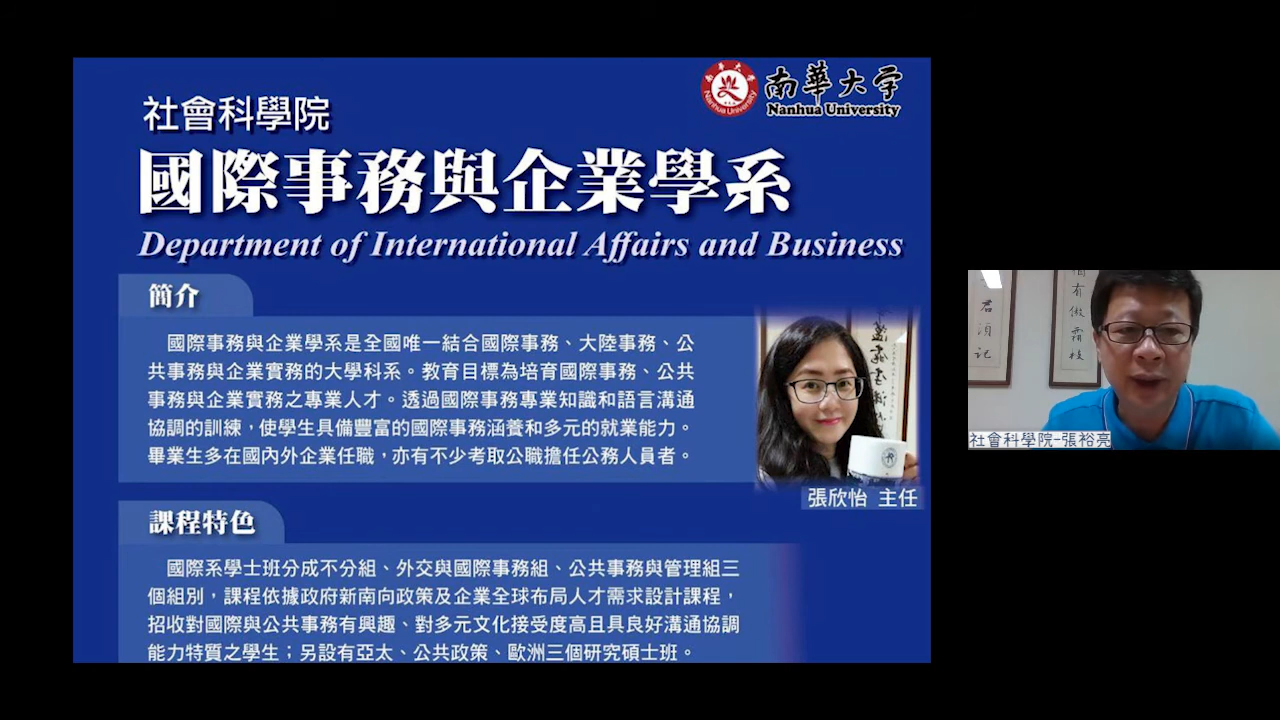 南華大學
Nanhua University
南華大学
Nanhua University
社會科學院
國際事務與企業學系
Department of International Affairs and Business
簡介
國際事務與企業學系是全國唯一結合國際事務、大陸事務、公
共事務與企業實務的大學科系。教育目標為培育國際事務、公共
事務與企業實務之專業人才。透過國際事務專業知識和語言溝通
協調的訓練，使學生具備豐富的國際事務涵養和多元的就業能力。
畢業生多在國內外企業任職，亦有不少考取公職擔任公務人員者。
張欣怡 主任
課程特色
國際系學士班分成不分組、外交與國際事務組、公共事務與管理組三
個組別，課程依據政府新南向政策及企業全球布局人才需求設計課程，
招收對國際與公共事務有興趣、對多元文化接受度高且具良好溝通協調
能力特質之學生；另設有亞太、公共政策、歐洲三個研究碩士班。
君須記
有傲霜枝
社會科學院-張裕亮